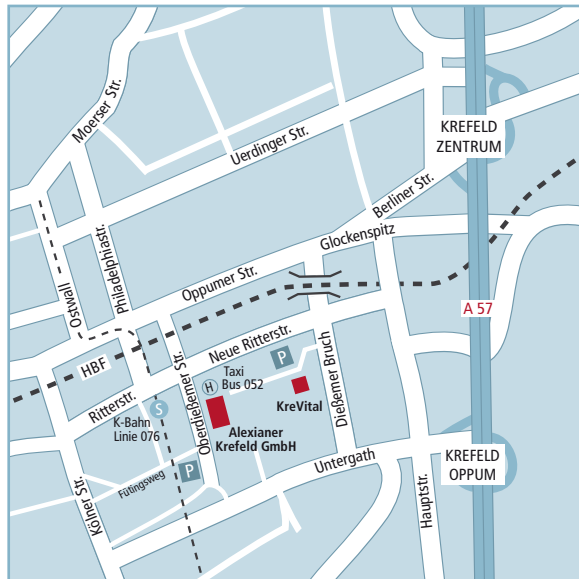 Moerser Str.
Uerdinger Str.
KREFELD
ZENTRUM
Berliner Str.
Glockenspitz
Philadelphiastr.
Ostwall
Oppumer Str.
A 57
HBF
Neue Ritterstr.
Oberdießemer Str.
Dießemer Bruch
P
Taxi
H Bus 052
Ritterstr.
S
KreVital
K-Bahn
Linie 076
Alexianer
Krefeld GmbH
Untergath
KREFELD
OPPUM
P
Fütingsweg
Kölner Str.
Hauptstr.